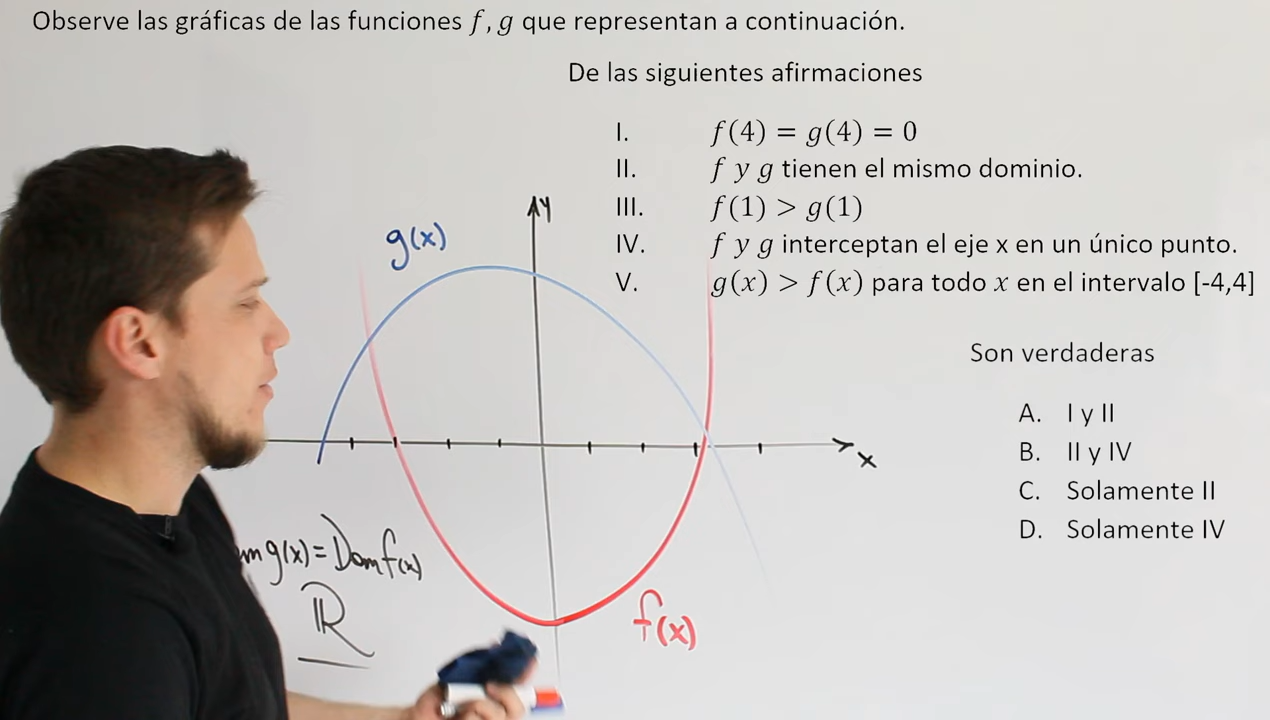 Observe las gráficas de las funciones f, g que representan a continuación.
De las siguientes afirmaciones
I. f(4) = g(4) = 0
II. f y g tienen el mismo dominio.
III. f(1) > g(1)
IV. f y g interceptan el eje x en un único punto.
V. g(x) > f(x) para todo x en el intervalo [-4,4]
Son verdaderas
A. I y II
B. II y IV
C. Solamente II
D. Solamente IV
y
g(x)
x
m g(x) = Dom f(x)
ℝ
f(x)